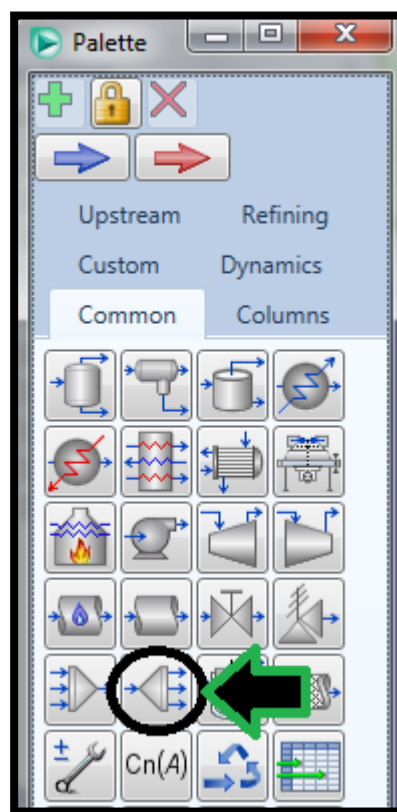 Palette
Upstream Refining
Custom Dynamics
Common Columns
Cn(A)